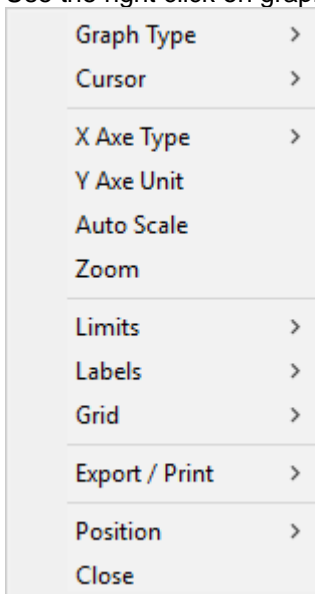 Use the right click on grap
Graph Type >
Cursor >
X Axe Type >
Y Axe Unit
Auto Scale
Zoom
Limits >
Labels >
Grid >
Export / Print >
Position >
Close